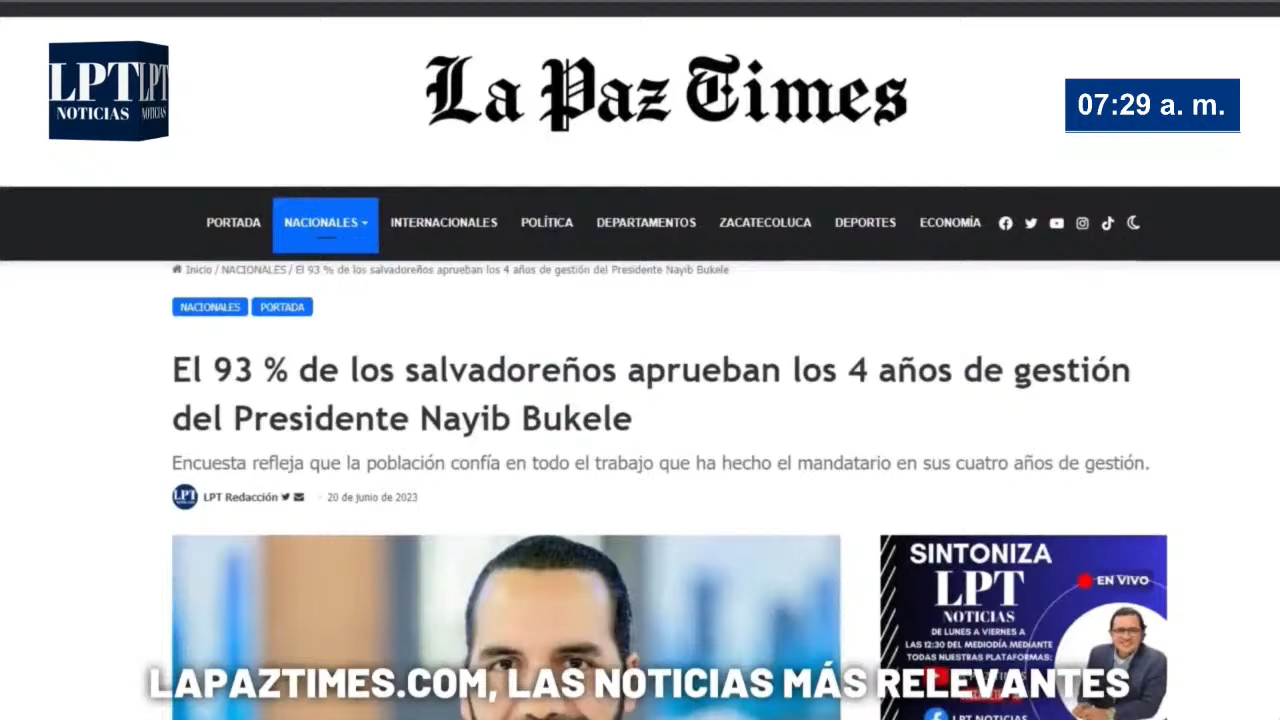 LPT LPT
NOTICIAS NOTICIAS
La Paz Times
07:29 a. m.
PORTADA NACIONALES INTERNACIONALES POLÍTICA DEPARTAMENTOS ZACATECOLUCA DEPORTES ECONOMÍA
Inicio / NACIONALES / El 93 % de los salvadoreños aprueban los 4 años de gestión del Presidente Nayib Bukele
NACIONALES PORTADA
El 93 % de los salvadoreños aprueban los 4 años de gestión
del Presidente Nayib Bukele
Encuesta refleja que la población confía en todo el trabajo que ha hecho el mandatario en sus cuatro años de gestión.
LPT LPT Redacción 20 de junio de 2023
SINTONIZA
LPT
NOTICIAS
EN VIVO
DE LUNES A VIERNES A
LAS 12:30 DEL MEDIODÍA MEDIANTE
TODAS NUESTRAS PLATAFORMAS:
LPT NOTICIAS
LAPAZTIMES.COM, LAS NOTICIAS MÁS RELEVANTES